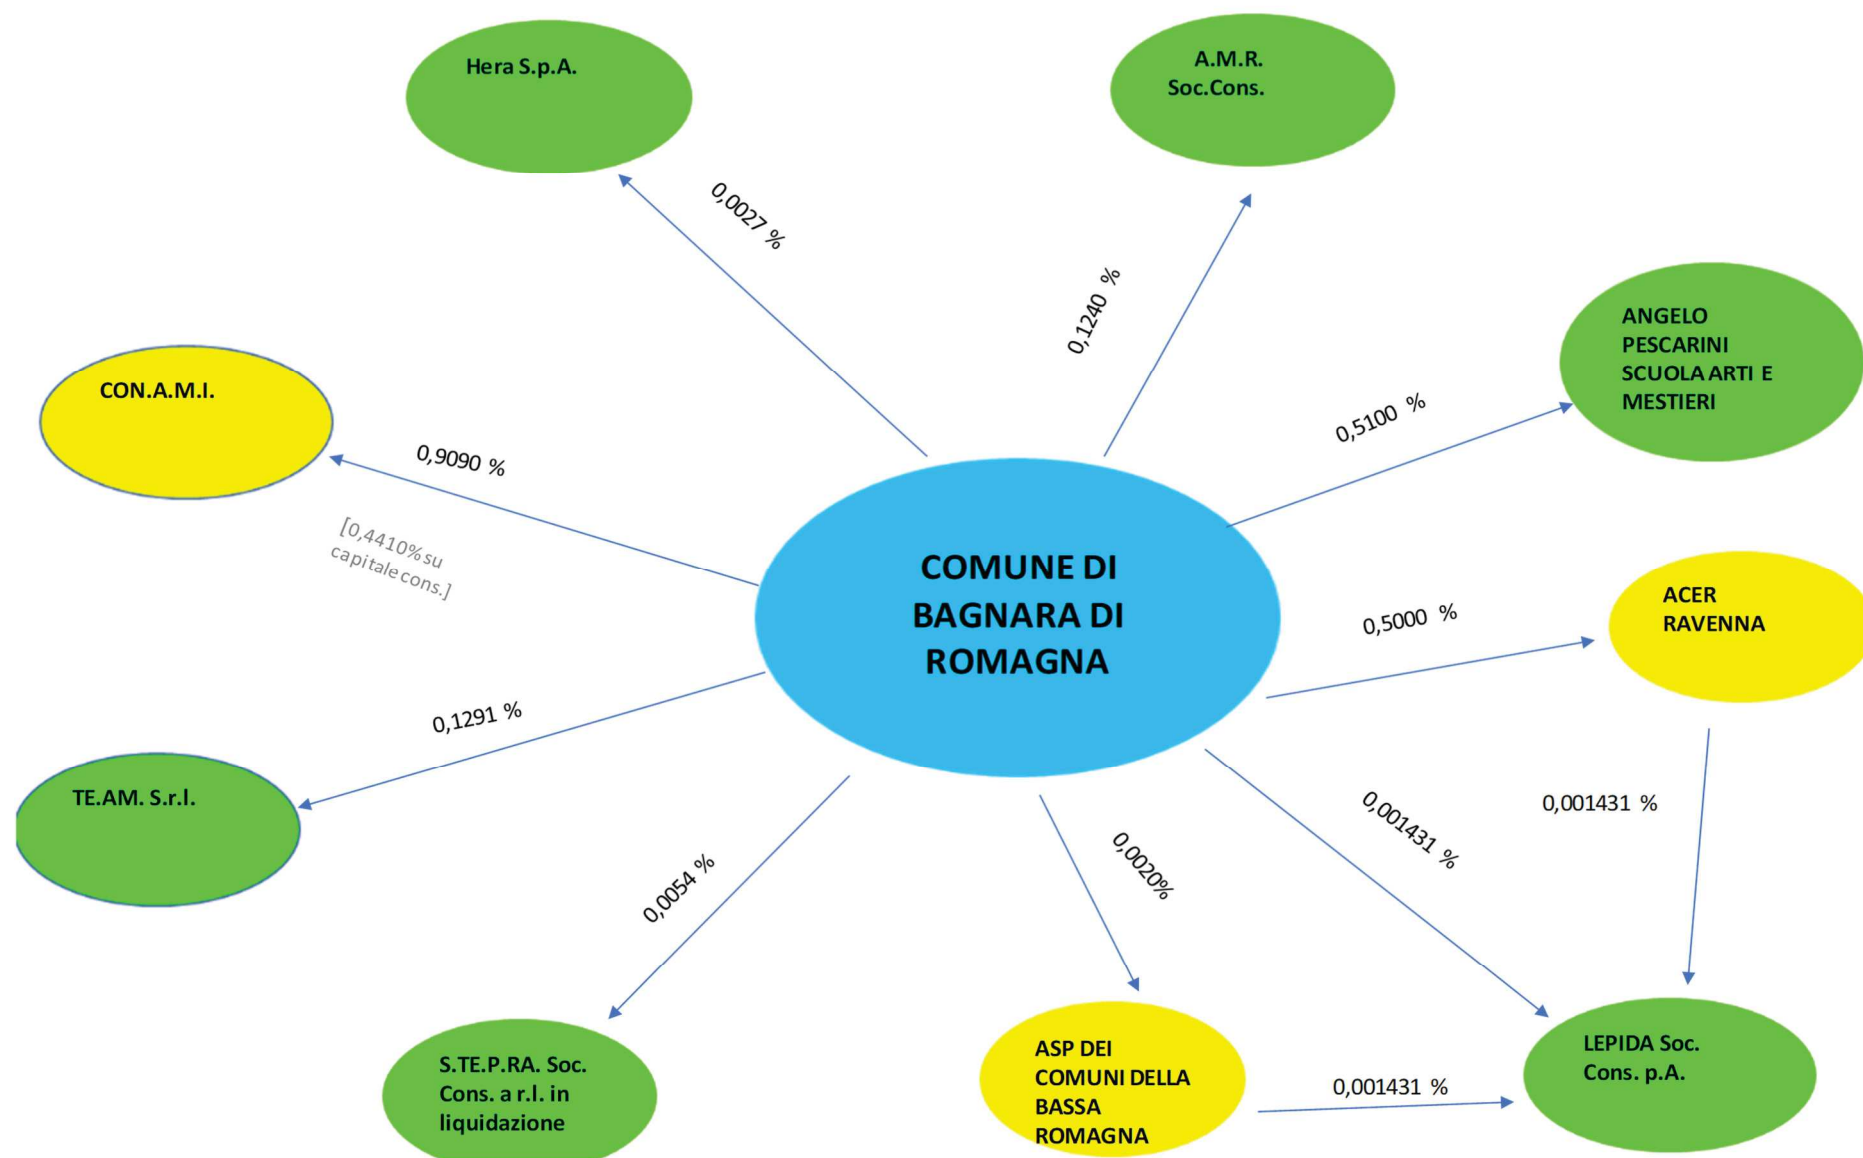 Hera S.p.A.
A.M.R.
Soc.Cons.
0,0027 %
0,1240 %
ANGELO
PESCARINI
SCUOLA ARTI E
MESTIERI
0,5100 %
CON.A.M.I.
0,9090 %
[0,4410% su
capitale cons.]
COMUNE DI
BAGNARA DI
ROMAGNA
ACER
RAVENNA
0,5000 %
0,1291 %
TE.AM. S.r.l.
0,001431 %
0,001431 %
0,0020%
0,0054 %
S.TE.P.RA. Soc.
Cons. a r.l. in
liquidazione
ASP DEI
COMUNI DELLA
BASSA
ROMAGNA
0,001431 %
LEPIDA Soc.
Cons. p.A.